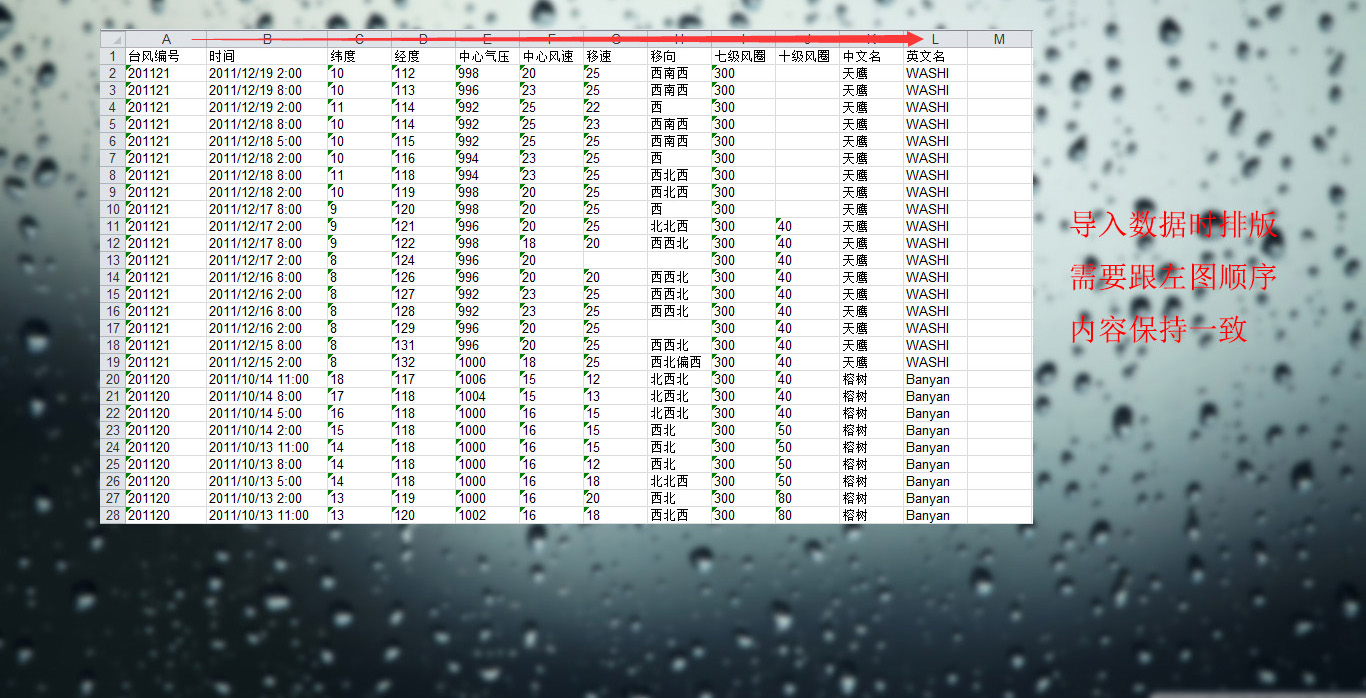 A B C D E F G H I J K L M
1 台风编号 时间 纬度 经度 中心气压 中心风速 移速 移向 七级风圈 十级风圈 中文名 英文名
2 201121 2011/12/19 2:00 10 112 998 20 25 西南西 300 天鹰 WASHI
3 201121 2011/12/19 8:00 10 113 996 23 25 西南西 300 天鹰 WASHI
4 201121 2011/12/19 2:00 11 114 992 25 22 西 300 天鹰 WASHI
5 201121 2011/12/18 8:00 10 114 992 25 23 西南西 300 天鹰 WASHI
6 201121 2011/12/18 5:00 10 115 992 25 25 西南西 300 天鹰 WASHI
7 201121 2011/12/18 2:00 10 116 994 23 25 西 300 天鹰 WASHI
8 201121 2011/12/18 8:00 11 118 994 23 25 西北西 300 天鹰 WASHI
9 201121 2011/12/18 2:00 10 119 998 20 25 西北西 300 天鹰 WASHI
10 201121 2011/12/17 8:00 9 120 998 20 25 西 300 天鹰 WASHI
11 201121 2011/12/17 2:00 9 121 996 20 25 北北西 300 40 天鹰 WASHI
12 201121 2011/12/17 8:00 9 122 998 18 20 西西北 300 40 天鹰 WASHI
13 201121 2011/12/17 2:00 8 124 996 20 300 40 天鹰 WASHI
14 201121 2011/12/16 8:00 8 126 996 20 20 西西北 300 40 天鹰 WASHI
15 201121 2011/12/16 2:00 8 127 992 23 25 西西北 300 40 天鹰 WASHI
16 201121 2011/12/16 8:00 8 128 992 23 25 西西北 300 40 天鹰 WASHI
17 201121 2011/12/16 2:00 8 129 996 20 25 300 40 天鹰 WASHI
18 201121 2011/12/15 8:00 8 131 996 20 25 西西北 300 40 天鹰 WASHI
19 201121 2011/12/15 2:00 8 132 1000 18 25 西北偏西 300 40 天鹰 WASHI
20 201120 2011/10/14 11:00 18 117 1006 15 12 北西北 300 40 榕树 Banyan
21 201120 2011/10/14 8:00 17 118 1004 15 13 北西北 300 40 榕树 Banyan
22 201120 2011/10/14 5:00 16 118 1000 16 15 北西北 300 40 榕树 Banyan
23 201120 2011/10/14 2:00 15 118 1000 16 15 西北 300 50 榕树 Banyan
24 201120 2011/10/13 11:00 14 118 1000 16 15 西北 300 50 榕树 Banyan
25 201120 2011/10/13 8:00 14 118 1000 16 12 西北 300 50 榕树 Banyan
26 201120 2011/10/13 5:00 14 118 1000 16 18 北北西 300 50 榕树 Banyan
27 201120 2011/10/13 2:00 13 119 1000 16 20 西北 300 80 榕树 Banyan
28 201120 2011/10/13 11:00 13 120 1002 16 18 西北西 300 80 榕树 Banyan
导入数据时排版
需要跟左图顺序
内容保持一致